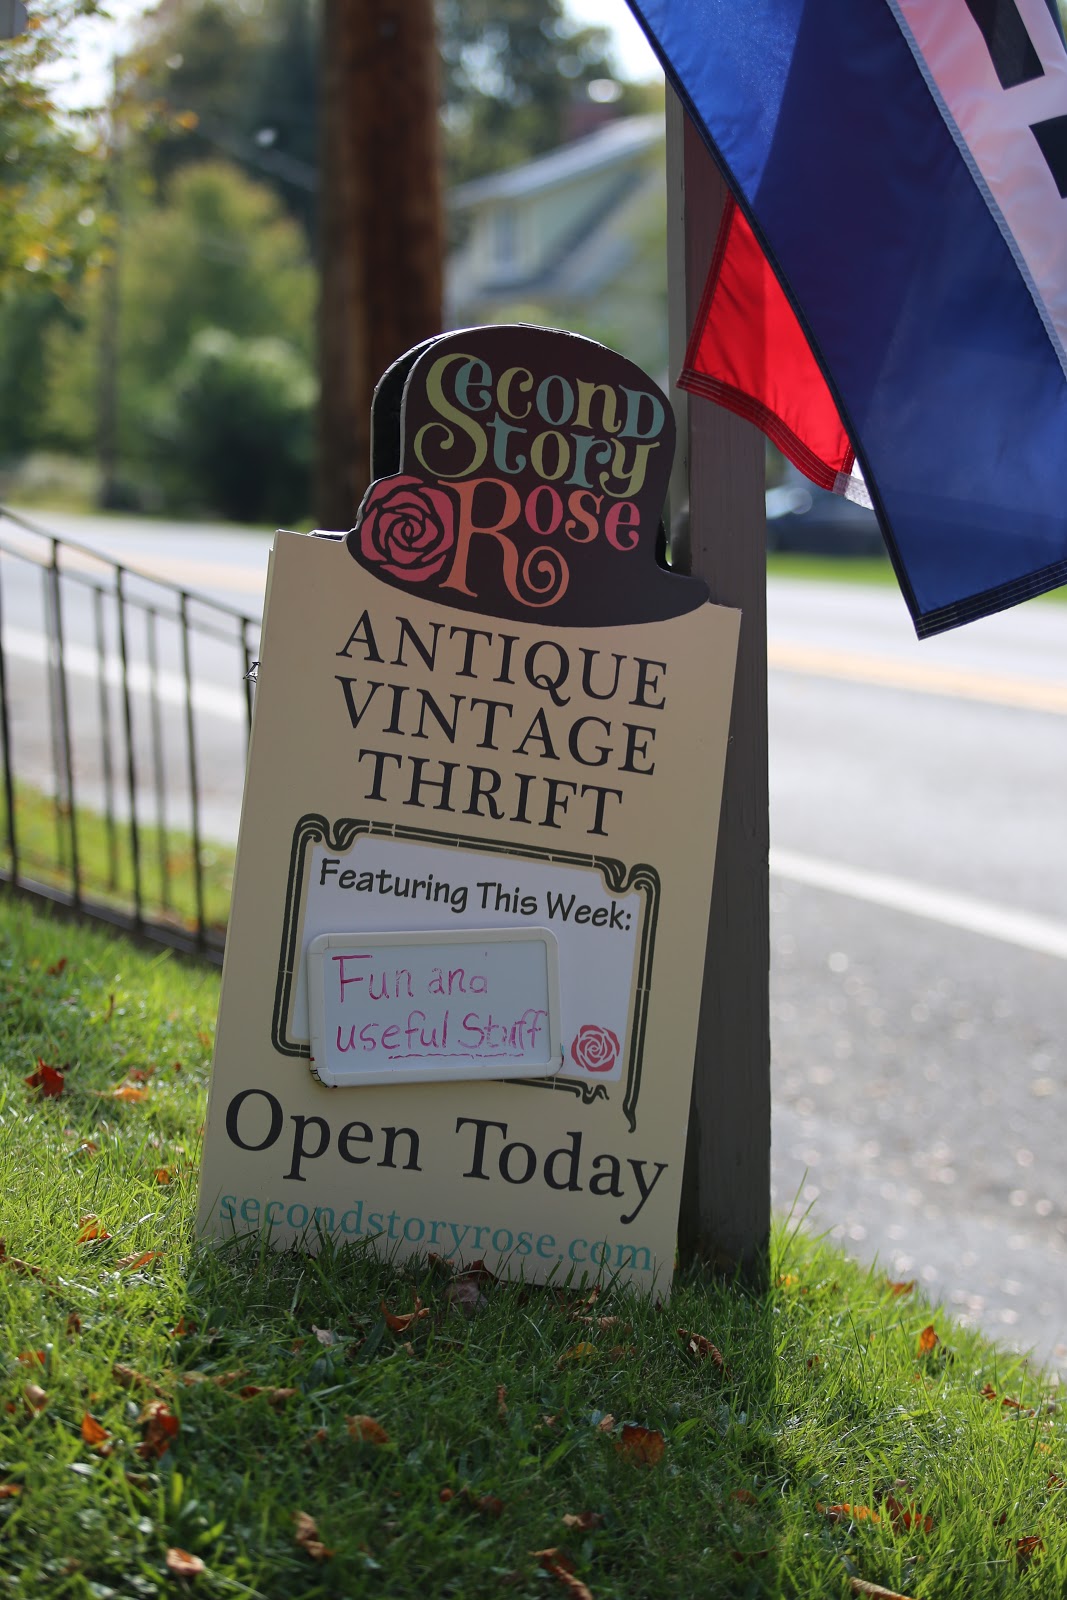 Second
Story
Rose
ANTIQUE
VINTAGE
THRIFT
Featuring This Week:
Fun and
useful Stuff
Open Today
secondstoryrose.com